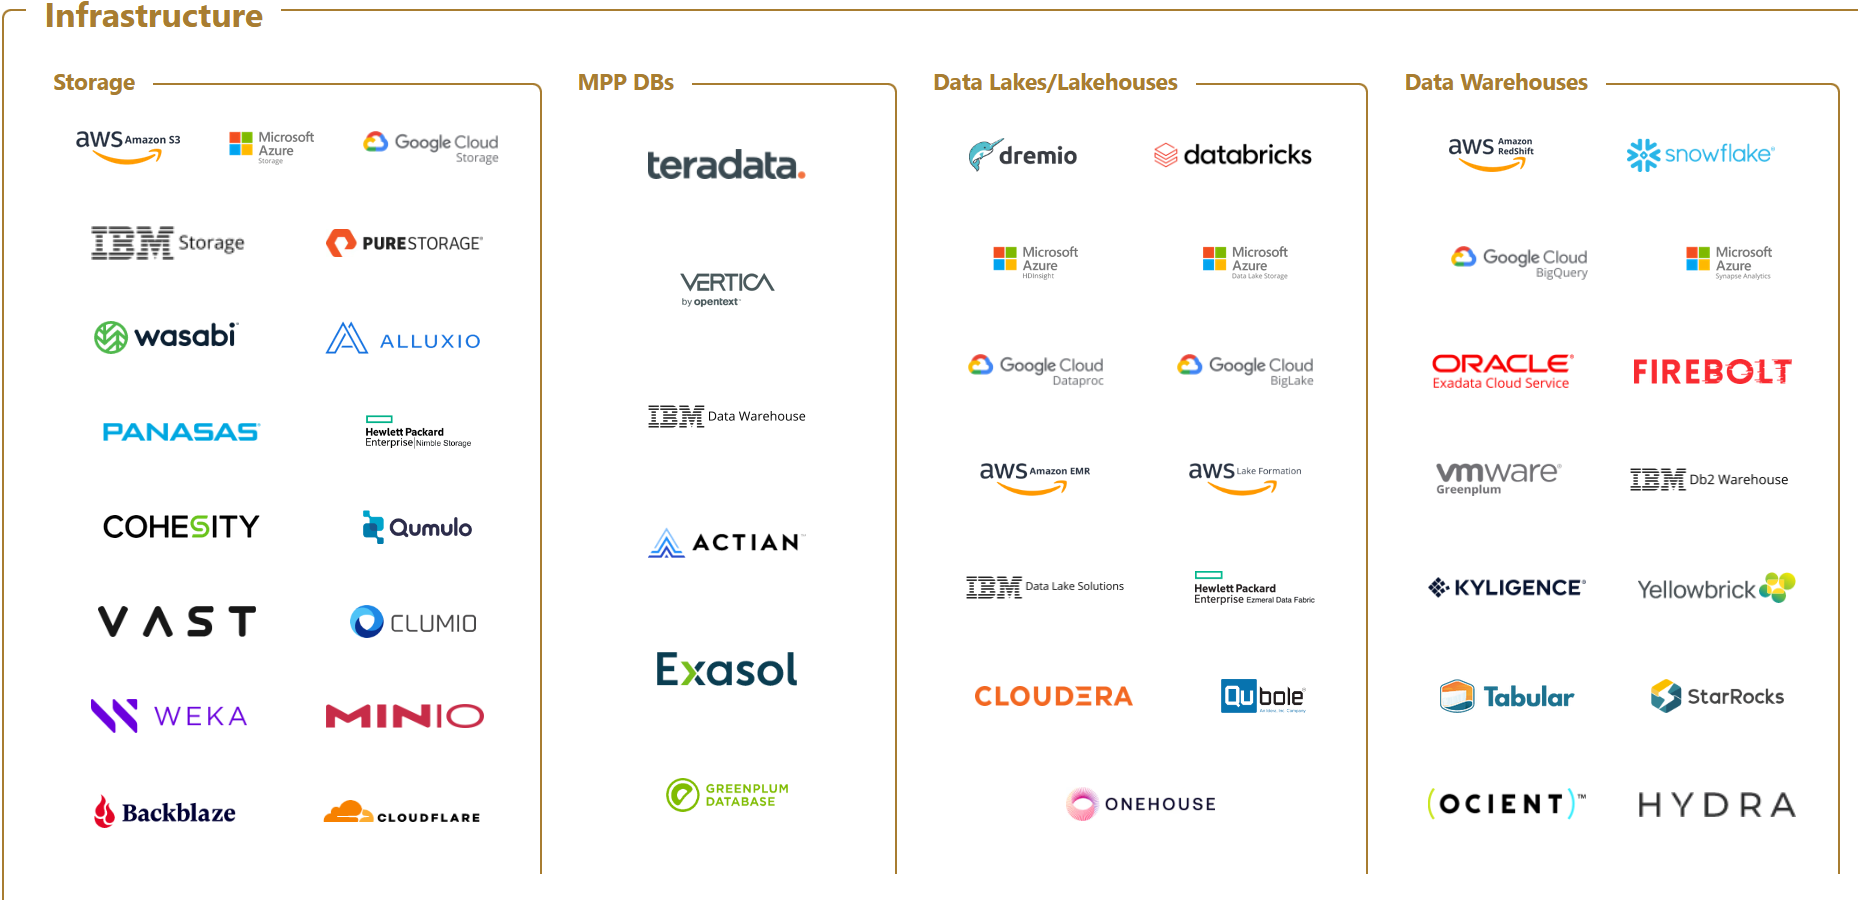 Infrastructure
Storage
aws Amazon S3
Microsoft
Azure
Storage
Google Cloud
Storage
IBM Storage
PURESTORAGE®
wasabi
ALLUXIO
PANASAS
Hewlett Packard
Enterprise | Nimble Storage
COHESITY
Qumulo
VAST
CLUMIO
WEKA
MINIO
Backblaze
CLOUDFLARE
MPP DBs
teradata.
VERTICA
by opentext™
IBM Data Warehouse
ACTIAN™
Exasol
GREENPLUM
DATABASE
Data Lakes/Lakehouses
dremio
databricks
Microsoft
Azure
HDInsight
Microsoft
Azure
Data Lake Storage
Google Cloud
Dataproc
Google Cloud
BigLake
aws Amazon EMR
aws Lake Formation
IBM Data Lake Solutions
Hewlett Packard
Enterprise Ezmeral Data Fabric
CLOUDERA
Qubole
ONEHOUSE
Data Warehouses
aws Amazon
RedShift
snowflake®
Google Cloud
BigQuery
Microsoft
Azure
Synapse Analytics
ORACLE®
Exadata Cloud Service
FIREBOLT
vmware®
Greenplum
IBM Db2 Warehouse
KYLIGENCE®
Yellowbrick
Tabular
StarRocks
(OCIENT)™
HYDRA